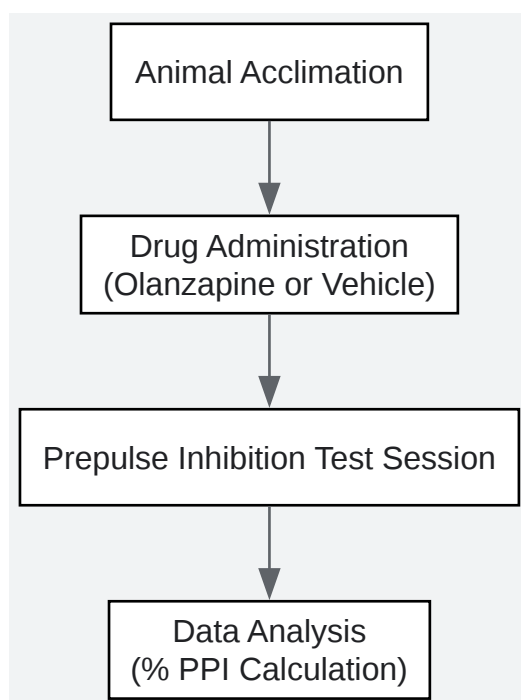 Animal Acclimation
Drug Administration
(Olanzapine or Vehicle)
Prepulse Inhibition Test Session
Data Analysis
(% PPI Calculation)